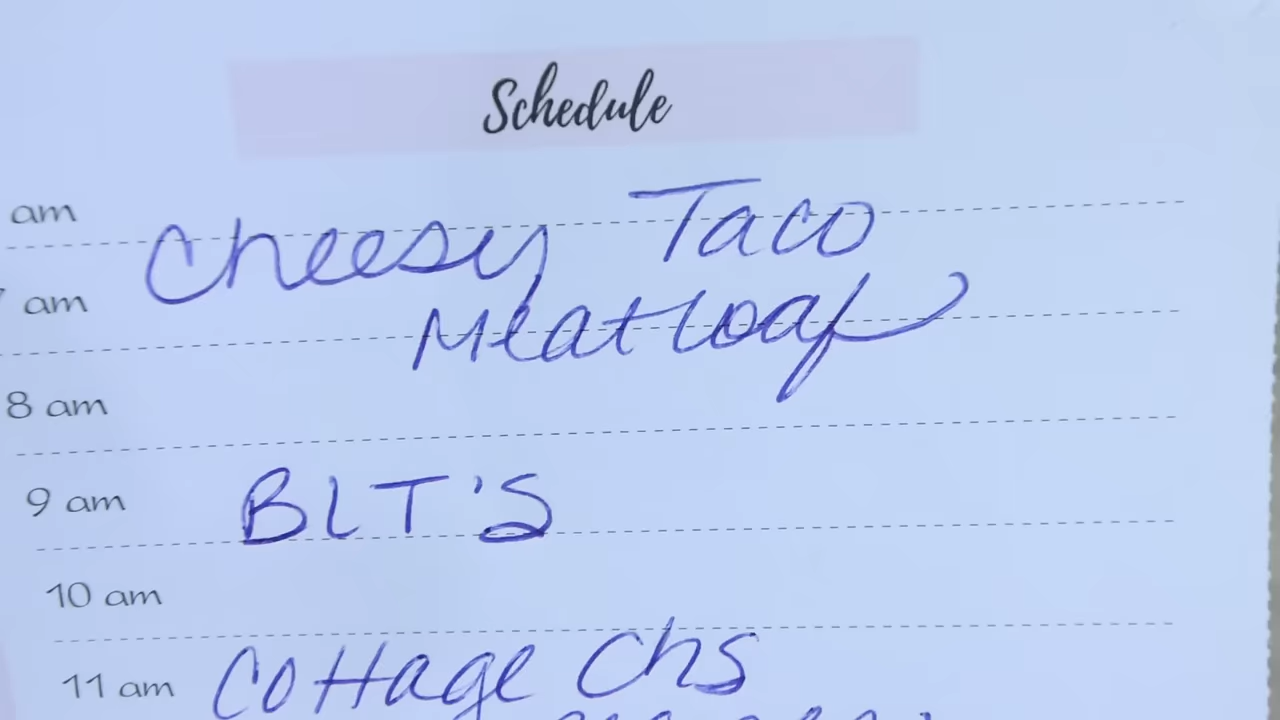 Schedule
am
Cheesy Taco
am
Meatloaf
8 am
9 am
BLT'S
10 am
11 am
Cottage Chs